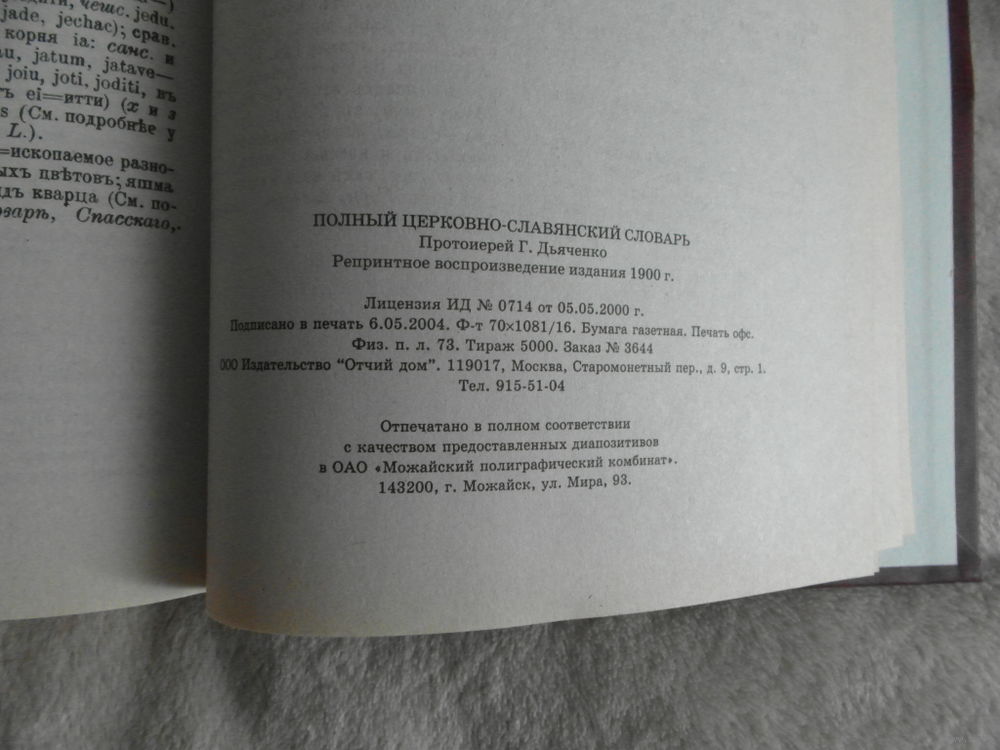 чешс. jedu.
jade, jechac); срав.
корня ia: санс. и
jatum, jatave—
joiu, joti, joditi, въ
ei=итти) (х и з
(См. подробнѣе у
L.).
=ископаемое разно-
цвѣтовъ; яшма
кварца (См. по-
Спасскаго,.
ПОЛНЫЙ ЦЕРКОВНО-СЛАВЯНСКИЙ СЛОВАРЬ
Протоиерей Г. Дьяченко
Репринтное воспроизведение издания 1900 г.
Лицензия ИД № 0714 от 05.05.2000 г.
Подписано в печать 6.05.2004. Ф-т 70×1081/16. Бумага газетная. Печать офс.
Физ. п. л. 73. Тираж 5000. Заказ № 3644
ООО Издательство “Отчий дом”. 119017, Москва, Старомонетный пер., д. 9, стр. 1.
Тел. 915-51-04
Отпечатано в полном соответствии
с качеством предоставленных диапозитивов
в ОАО «Можайский полиграфический комбинат».
143200, г. Можайск, ул. Мира, 93.